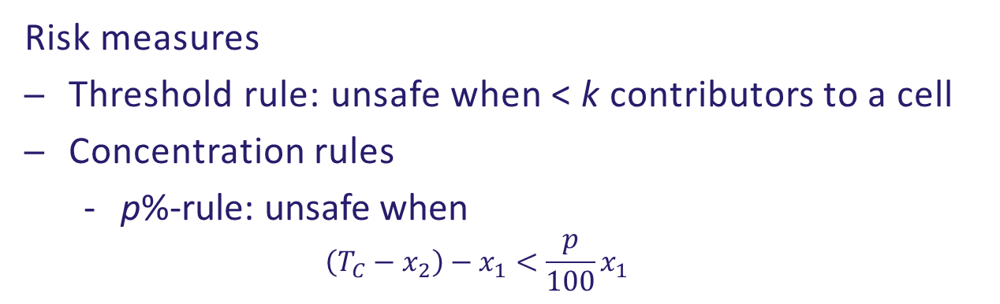 Risk measures
– Threshold rule: unsafe when < k contributors to a cell
– Concentration rules
- p%-rule: unsafe when
(T_C − x_2) − x_1 < p/100 x_1